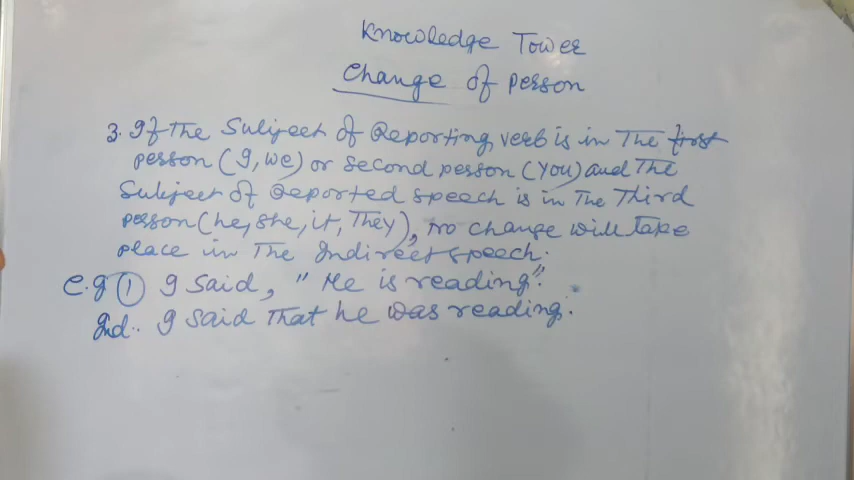 Knowledge Tower
Change of person
3. If The Subject of Reporting verb is in The first
person (I, we) or second person (You) and The
Subject of Reported speech is in The Third
person (he, she, it, They), no change will take
place in The Indirect speech.
e.g ① I said, "He is reading".
Ind.. I said That he was reading.